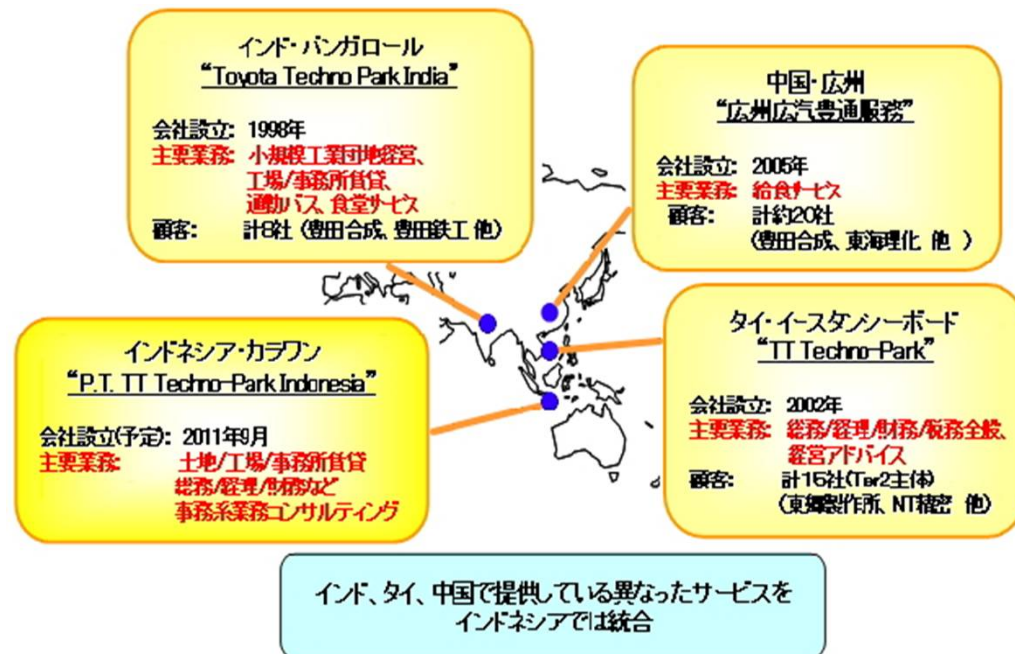 インド・バンガロール
“Toyota Techno Park India”
会社設立: 1998年
主要業務: 小規模工業団地経営、
工場/事務所賃貸、
通勤バス、食堂サービス
顧客: 計8社 (豊田合成、豊田鉄工 他)
中国・広州
“広州広汽豊通服務”
会社設立: 2005年
主要業務: 給食サービス
顧客: 計約20社
(豊田合成、東海理化 他 )
インドネシア・カラワン
“P.T. TT Techno-Park Indonesia”
会社設立(予定): 2011年9月
主要業務: 土地/工場/事務所賃貸
総務/経理/財務など
事務系業務コンサルティング
タイ・イースタンシーボード
“TT Techno-Park”
会社設立: 2002年
主要業務: 総務/経理/財務/税務全般、
経営アドバイス
顧客: 計15社(Tier2主体)
(東郷製作所、NT精密 他)
インド、タイ、中国で提供している異なったサービスを
インドネシアでは統合